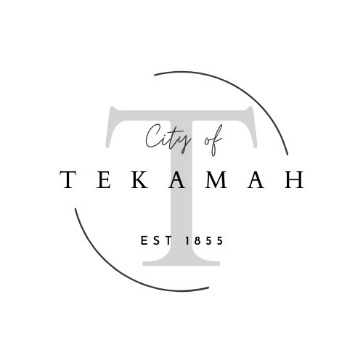 City of
TEKAMAH
EST 1855
T